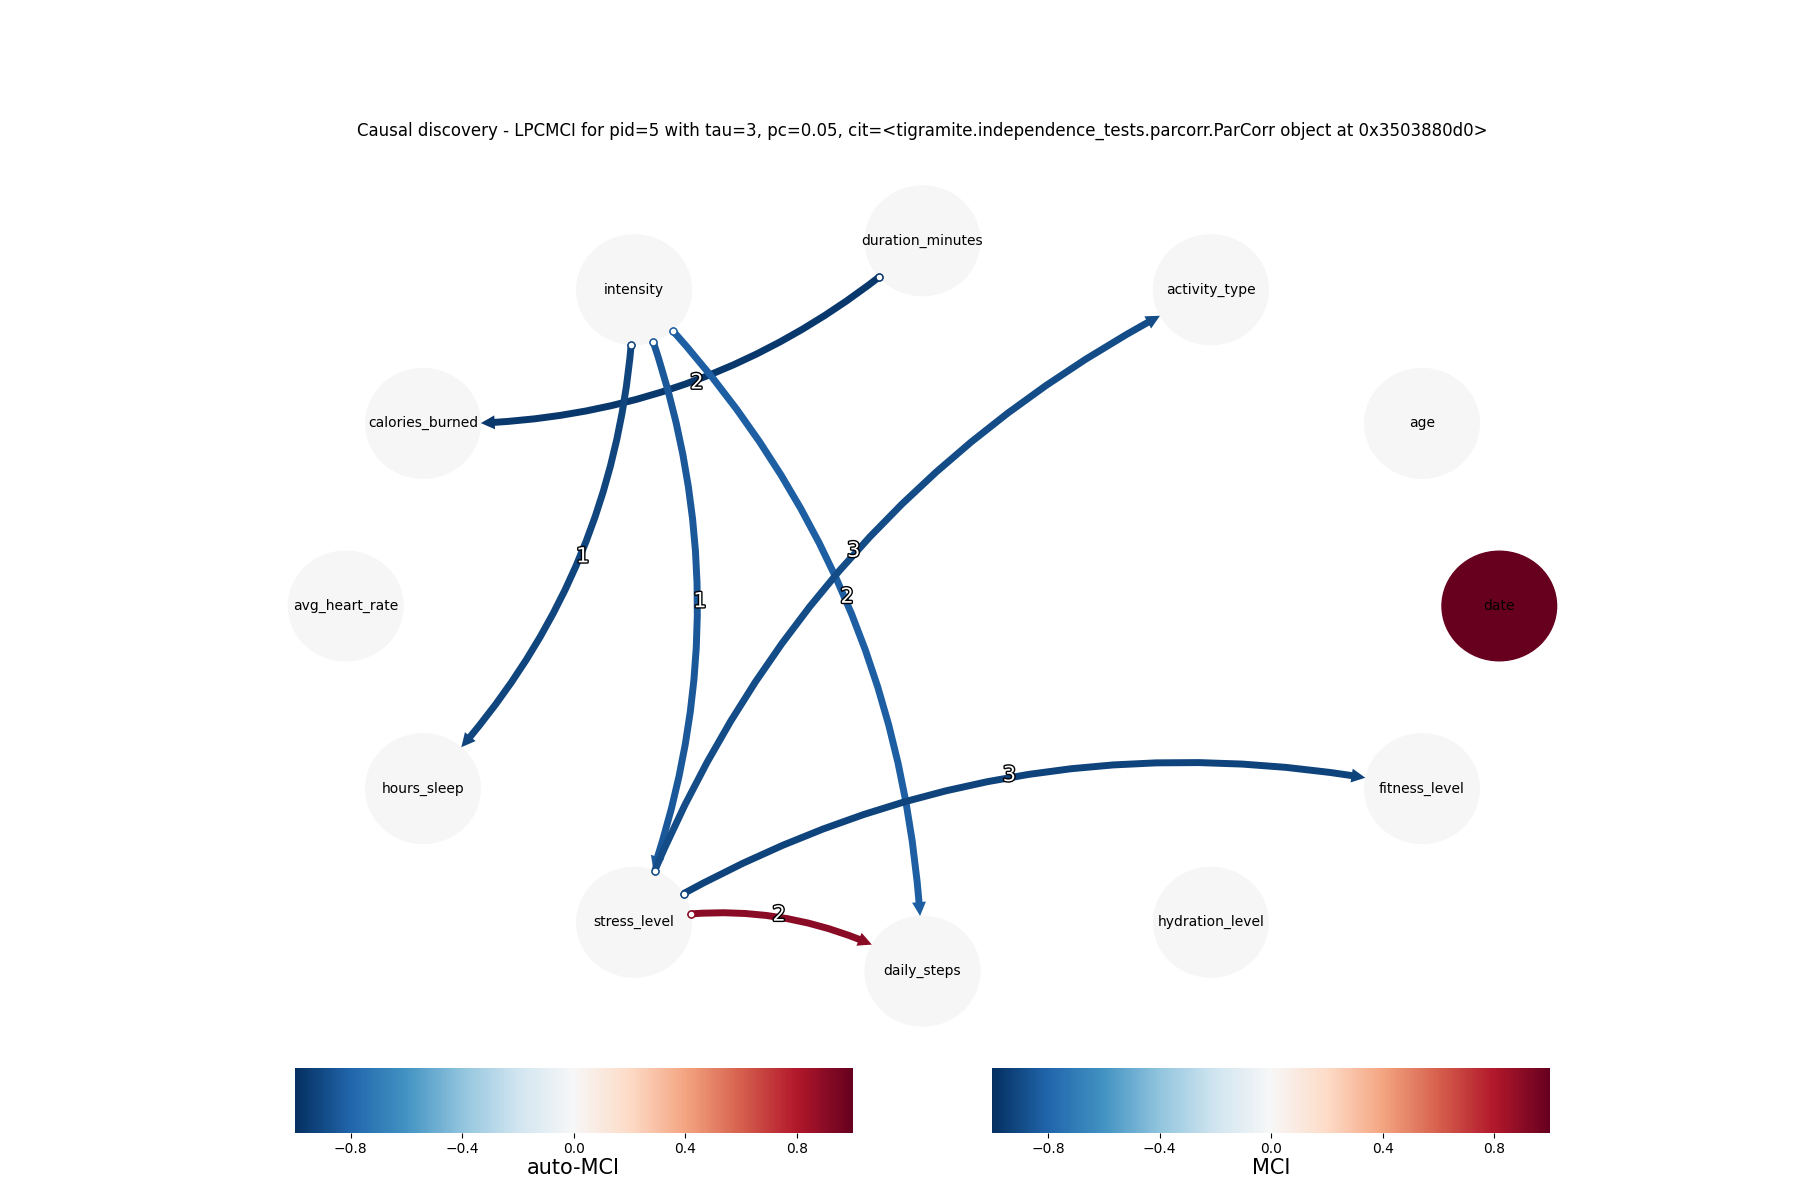 Causal discovery - LPCMCI for pid=5 with tau=3, pc=0.05, cit=<tigramite.independence_tests.parcorr.ParCorr object at 0x3503880d0>
duration_minutes
intensity
activity_type
2
calories_burned
age
3
1
2
1
avg_heart_rate
date
3
hours_sleep
fitness_level
2
stress_level
hydration_level
daily_steps
−0.8 −0.4 0.0 0.4 0.8
auto-MCI
−0.8 −0.4 0.0 0.4 0.8
MCI